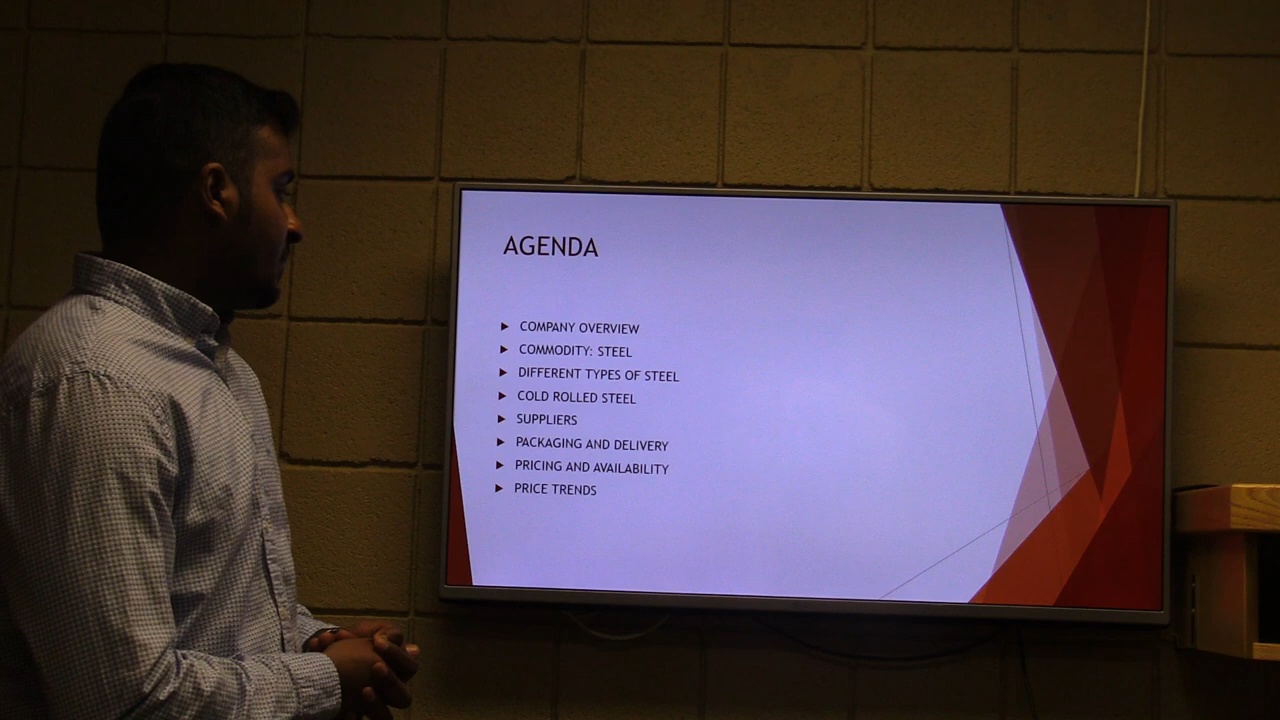 AGENDA
COMPANY OVERVIEW
COMMODITY: STEEL
DIFFERENT TYPES OF STEEL
COLD ROLLED STEEL
SUPPLIERS
PACKAGING AND DELIVERY
PRICING AND AVAILABILITY
PRICE TRENDS